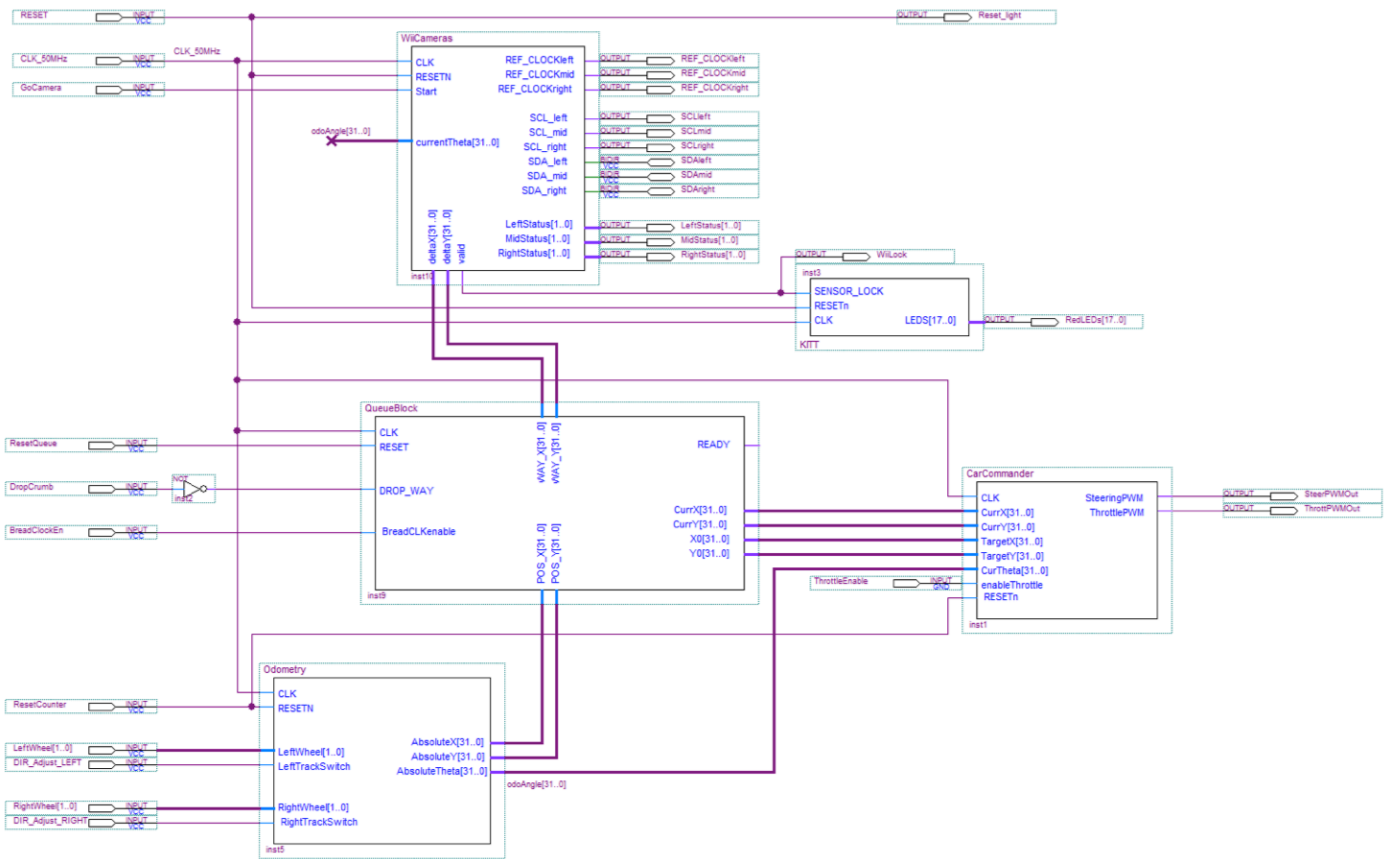 RESET INPUT VCC
OUTPUT Reset_light
CLK_50MHz INPUT VCC CLK_50MHz
GoCamera INPUT VCC
WiiCameras
CLK
RESETN
Start
odoAngle[31..0]
currentTheta[31..0]
REF_CLOCKleft OUTPUT REF_CLOCKleft
REF_CLOCKmid OUTPUT REF_CLOCKmid
REF_CLOCKright OUTPUT REF_CLOCKright
SCL_left OUTPUT SCLleft
SCL_mid OUTPUT SCLmid
SCL_right OUTPUT SCLright
SDA_left BIDIR VCC SDAleft
SDA_mid BIDIR VCC SDAmid
SDA_right BIDIR VCC SDAright
LeftStatus[1..0] OUTPUT LeftStatus[1..0]
MidStatus[1..0] OUTPUT MidStatus[1..0]
RightStatus[1..0] OUTPUT RightStatus[1..0]
deltaX[31..0]
deltaY[31..0]
valid
inst10
OUTPUT WiiLock
inst3
SENSOR_LOCK
RESETn
CLK
LEDS[17..0] OUTPUT RedLEDs[17..0]
KITT
QueueBlock
CLK
ResetQueue INPUT VCC RESET
DropCrumb INPUT VCC NOT inst2 DROP_WAY
BreadClockEn INPUT VCC BreadCLKenable
WAY_X[31..0]
WAY_Y[31..0]
POS_X[31..0]
POS_Y[31..0]
READY
CurrX[31..0]
CurrY[31..0]
X0[31..0]
Y0[31..0]
inst9
CarCommander
CLK
CurrX[31..0]
CurrY[31..0]
TargetX[31..0]
TargetY[31..0]
CurTheta[31..0]
ThrottleEnable INPUT GND enableThrottle
RESETn
SteeringPWM OUTPUT SteerPWMOut
ThrottlePWM OUTPUT ThrottPWMOut
inst1
Odometry
CLK
ResetCounter INPUT VCC RESETN
LeftWheel[1..0] INPUT VCC LeftWheel[1..0]
DIR_Adjust_LEFT INPUT VCC LeftTrackSwitch
RightWheel[1..0] INPUT VCC RightWheel[1..0]
DIR_Adjust_RIGHT INPUT VCC RightTrackSwitch
AbsoluteX[31..0]
AbsoluteY[31..0]
AbsoluteTheta[31..0]
odoAngle[31..0]
inst5